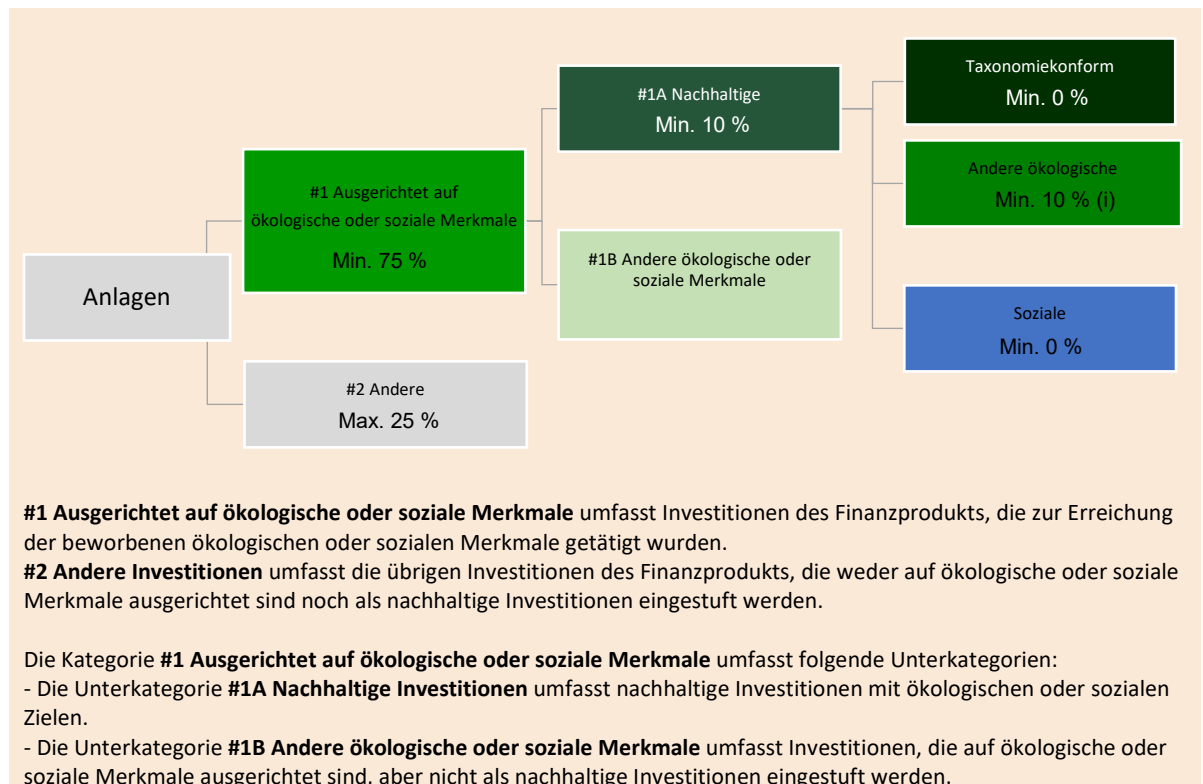 Taxonomiekonform
Min. 0 %
#1A Nachhaltige
Min. 10 %
Andere ökologische
Min. 10 % (i)
#1 Ausgerichtet auf
ökologische oder soziale Merkmale
Min. 75 %
#1B Andere ökologische oder
soziale Merkmale
Anlagen
Soziale
Min. 0 %
#2 Andere
Max. 25 %
#1 Ausgerichtet auf ökologische oder soziale Merkmale umfasst Investitionen des Finanzprodukts, die zur Erreichung
der beworbenen ökologischen oder sozialen Merkmale getätigt wurden.
#2 Andere Investitionen umfasst die übrigen Investitionen des Finanzprodukts, die weder auf ökologische oder soziale
Merkmale ausgerichtet sind noch als nachhaltige Investitionen eingestuft werden.
Die Kategorie #1 Ausgerichtet auf ökologische oder soziale Merkmale umfasst folgende Unterkategorien:
- Die Unterkategorie #1A Nachhaltige Investitionen umfasst nachhaltige Investitionen mit ökologischen oder sozialen
Zielen.
- Die Unterkategorie #1B Andere ökologische oder soziale Merkmale umfasst Investitionen, die auf ökologische oder
soziale Merkmale ausgerichtet sind, aber nicht als nachhaltige Investitionen eingestuft werden.